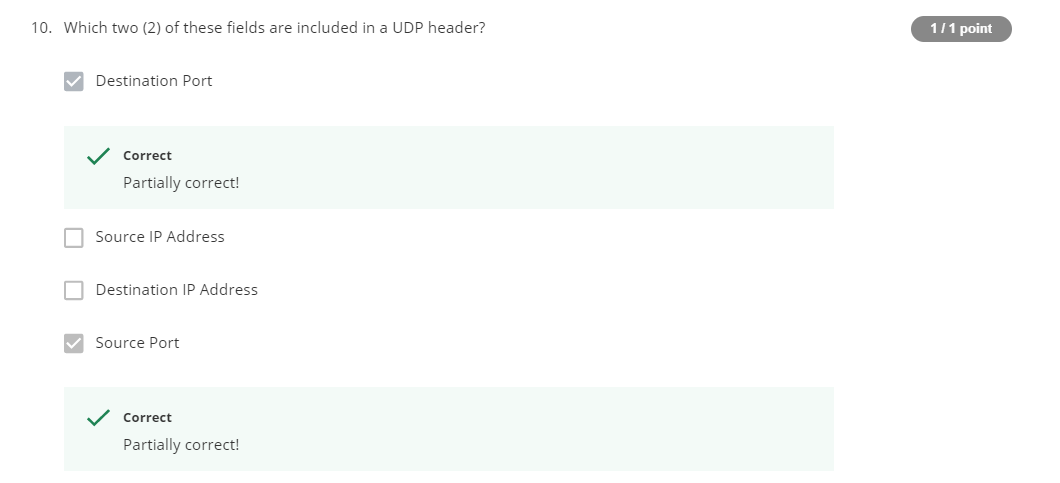 10. Which two (2) of these fields are included in a UDP header?
1 / 1 point
Destination Port
Correct
Partially correct!
Source IP Address
Destination IP Address
Source Port
Correct
Partially correct!